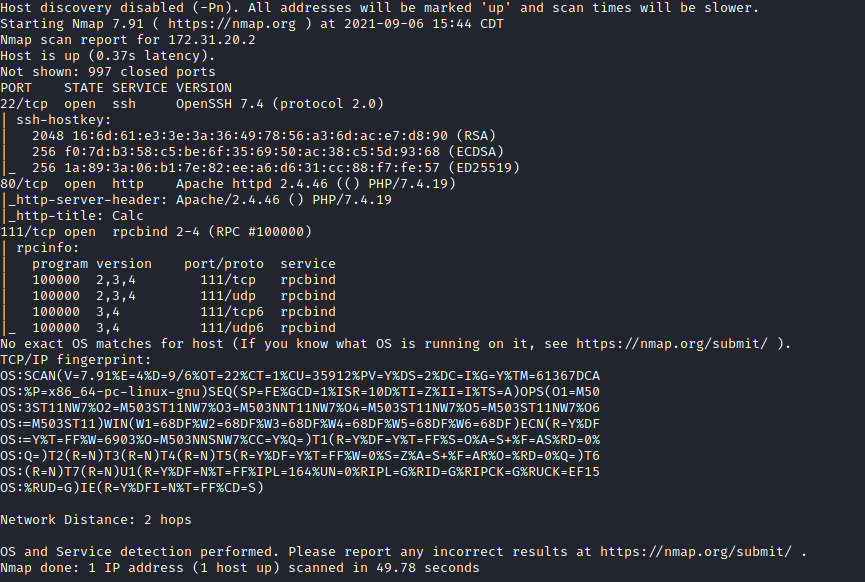 Host discovery disabled (-Pn). All addresses will be marked 'up' and scan times will be slower.
Starting Nmap 7.91 ( https://nmap.org ) at 2021-09-06 15:44 CDT
Nmap scan report for 172.31.20.2
Host is up (0.37s latency).
Not shown: 997 closed ports
PORT    STATE SERVICE VERSION
22/tcp  open  ssh     OpenSSH 7.4 (protocol 2.0)
| ssh-hostkey:
|   2048 16:6d:61:e3:3e:3a:36:49:78:56:a3:6d:ac:e7:d8:90 (RSA)
|   256 f0:7d:b3:58:c5:be:6f:35:69:50:ac:38:c5:5d:93:68 (ECDSA)
|_  256 1a:89:3a:06:b1:7e:82:ee:a6:d6:31:cc:88:f7:fe:57 (ED25519)
80/tcp  open  http    Apache httpd 2.4.46 (() PHP/7.4.19)
|_http-server-header: Apache/2.4.46 () PHP/7.4.19
|_http-title: Calc
111/tcp open  rpcbind 2-4 (RPC #100000)
| rpcinfo:
|   program version    port/proto  service
|   100000  2,3,4        111/tcp   rpcbind
|   100000  2,3,4        111/udp   rpcbind
|   100000  3,4          111/tcp6  rpcbind
|_  100000  3,4          111/udp6  rpcbind
No exact OS matches for host (If you know what OS is running on it, see https://nmap.org/submit/ ).
TCP/IP fingerprint:
OS:SCAN(V=7.91%E=4%D=9/6%OT=22%CT=1%CU=35912%PV=Y%DS=2%DC=I%G=Y%TM=61367DCA
OS:%P=x86_64-pc-linux-gnu)SEQ(SP=FE%GCD=1%ISR=10D%TI=Z%II=I%TS=A)OPS(O1=M50
OS:3ST11NW7%O2=M503ST11NW7%O3=M503NNT11NW7%O4=M503ST11NW7%O5=M503ST11NW7%O6
OS:=M503ST11)WIN(W1=68DF%W2=68DF%W3=68DF%W4=68DF%W5=68DF%W6=68DF)ECN(R=Y%DF
OS:=Y%T=FF%W=6903%O=M503NNSNW7%CC=Y%Q=)T1(R=Y%DF=Y%T=FF%S=O%A=S+%F=AS%RD=0%
OS:Q=)T2(R=N)T3(R=N)T4(R=N)T5(R=Y%DF=Y%T=FF%W=0%S=Z%A=S+%F=AR%O=%RD=0%Q=)T6
OS:(R=N)T7(R=N)U1(R=Y%DF=N%T=FF%IPL=164%UN=0%RIPL=G%RID=G%RIPCK=G%RUCK=EF15
OS:%RUD=G)IE(R=Y%DFI=N%T=FF%CD=S)

Network Distance: 2 hops

OS and Service detection performed. Please report any incorrect results at https://nmap.org/submit/ .
Nmap done: 1 IP address (1 host up) scanned in 49.78 seconds